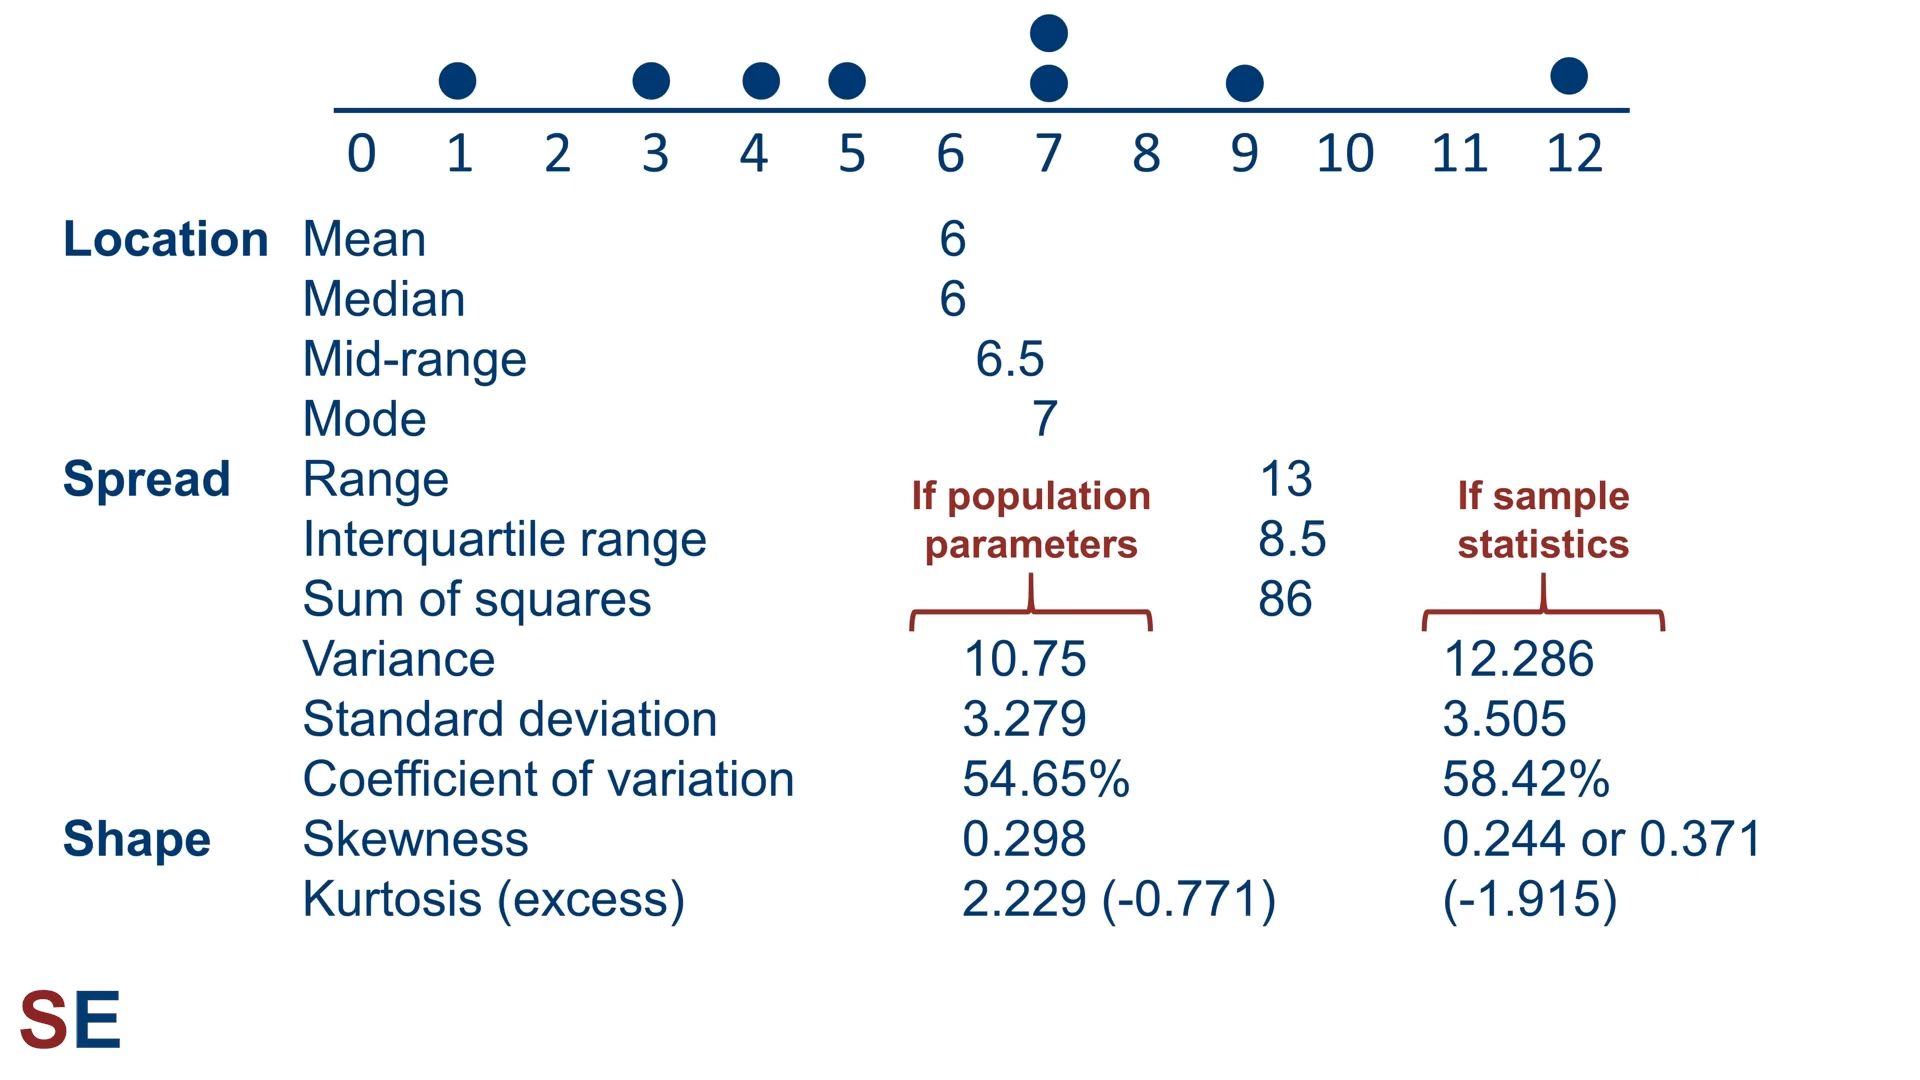 0 1 2 3 4 5 6 7 8 9 10 11 12
Location Mean 6
Median 6
Mid-range 6.5
Mode 7
Spread Range 13
If population
parameters
If sample
statistics
Interquartile range 8.5
Sum of squares 86
Variance 10.75 12.286
Standard deviation 3.279 3.505
Coefficient of variation 54.65% 58.42%
Shape Skewness 0.298 0.244 or 0.371
Kurtosis (excess) 2.229 (-0.771) (-1.915)
SE